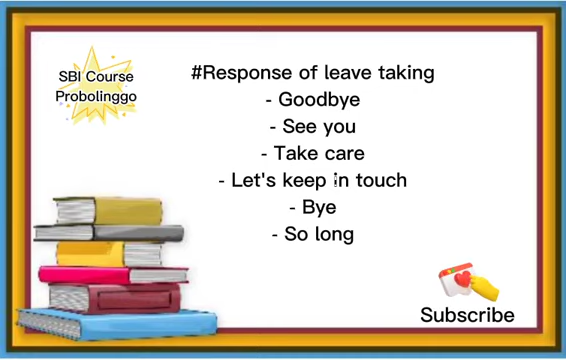 SBI Course
Probolinggo
#Response of leave taking
- Goodbye
- See you
- Take care
- Let's keep in touch
- Bye
- So long
Subscribe